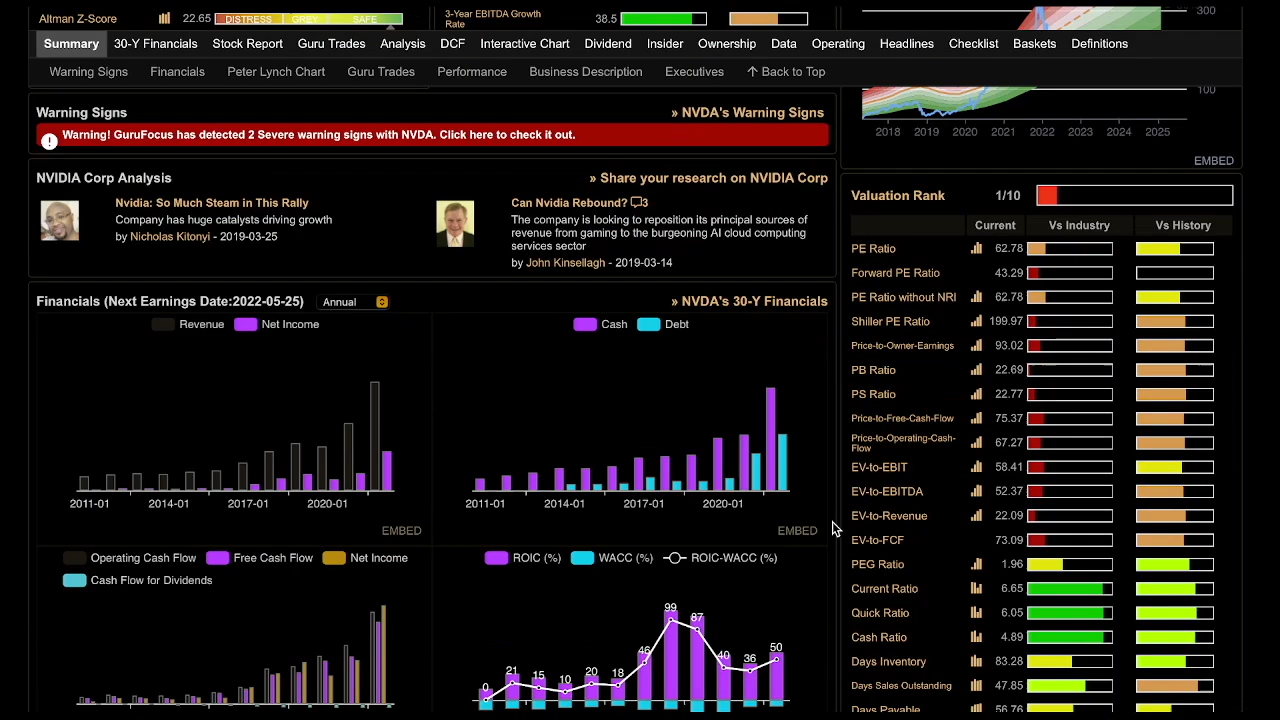 Altman Z-Score 22.65 DISTRESS GREY SAFE
3-Year EBITDA Growth
Rate
38.5
300
Summary 30-Y Financials Stock Report Guru Trades Analysis DCF Interactive Chart Dividend Insider Ownership Data Operating Headlines Checklist Baskets Definitions
Warning Signs Financials Peter Lynch Chart Guru Trades Performance Business Description Executives ↑ Back to Top
100
Warning Signs
» NVDA's Warning Signs
Warning! GuruFocus has detected 2 Severe warning signs with NVDA. Click here to check it out.
2018 2019 2020 2021 2022 2023 2024 2025
EMBED
NVIDIA Corp Analysis
» Share your research on NVIDIA Corp
Nvidia: So Much Steam in This Rally
Company has huge catalysts driving growth
by Nicholas Kitonyi - 2019-03-25
Can Nvidia Rebound? 3
The company is looking to reposition its principal sources of
revenue from gaming to the burgeoning AI cloud computing
services sector
by John Kinsellagh - 2019-03-14
Financials (Next Earnings Date:2022-05-25) Annual
» NVDA's 30-Y Financials
Revenue Net Income
2011-01 2014-01 2017-01 2020-01
EMBED
Cash Debt
2011-01 2014-01 2017-01 2020-01
EMBED
Operating Cash Flow Free Cash Flow Net Income
Cash Flow for Dividends
ROIC (%) WACC (%) ROIC-WACC (%)
0 21 15 10 20 18 46 99 87 40 36 50
Valuation Rank 1/10
Current Vs Industry Vs History
PE Ratio 62.78
Forward PE Ratio 43.29
PE Ratio without NRI 62.78
Shiller PE Ratio 199.97
Price-to-Owner-Earnings 93.02
PB Ratio 22.69
PS Ratio 22.77
Price-to-Free-Cash-Flow 75.37
Price-to-Operating-Cash-
Flow
67.27
EV-to-EBIT 58.41
EV-to-EBITDA 52.37
EV-to-Revenue 22.09
EV-to-FCF 73.09
PEG Ratio 1.96
Current Ratio 6.65
Quick Ratio 6.05
Cash Ratio 4.89
Days Inventory 83.28
Days Sales Outstanding 47.85
Days Payable 56.76